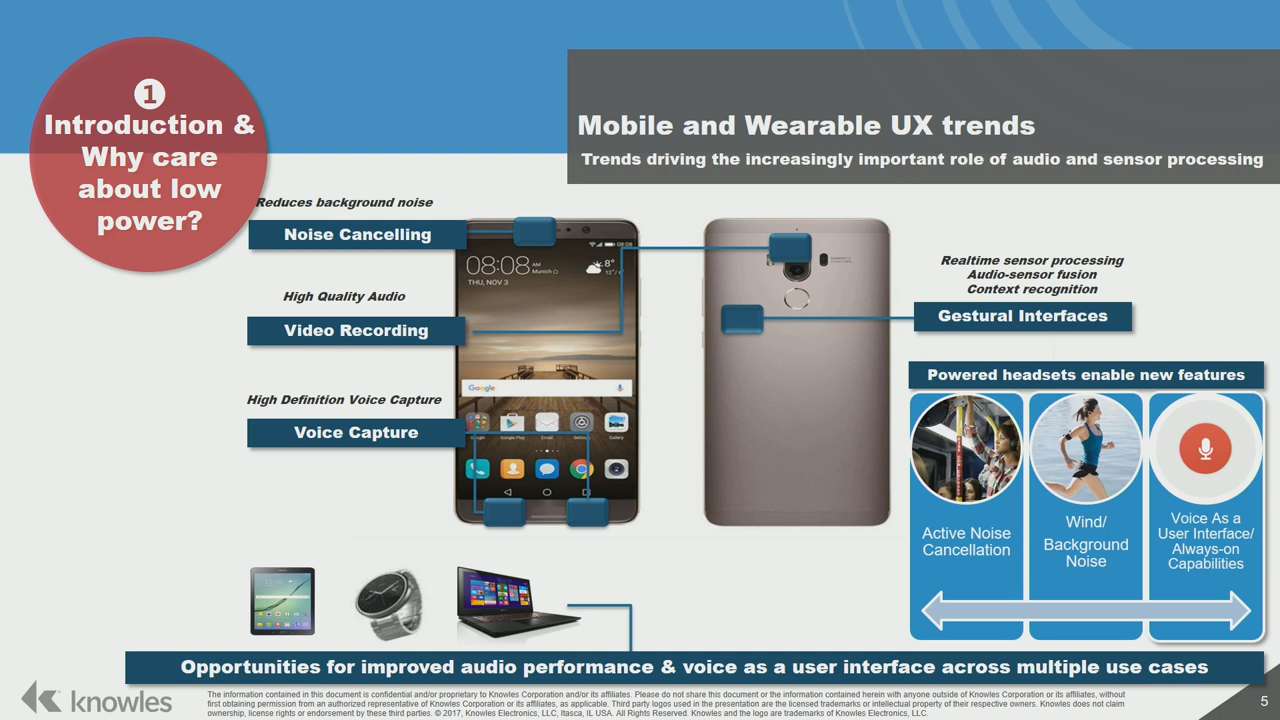 1
Introduction &
Why care
about low
power?
Mobile and Wearable UX trends
Trends driving the increasingly important role of audio and sensor processing
Reduces background noise
Noise Cancelling
High Quality Audio
Video Recording
High Definition Voice Capture
Voice Capture
08:08
08:08 AM
Munich
THU, NOV 3
8°
Google
Google Play
Email
Gallery
Realtime sensor processing
Audio-sensor fusion
Context recognition
Gestural Interfaces
Powered headsets enable new features
Active Noise
Cancellation
Wind/
Background
Noise
Voice As a
User Interface/
Always-on
Capabilities
Opportunities for improved audio performance & voice as a user interface across multiple use cases
knowles
The information contained in this document is confidential and/or proprietary to Knowles Corporation and/or its affiliates. Please do not share this document or the information contained herein with anyone outside of Knowles Corporation or its affiliates, without
first obtaining permission from an authorized representative of Knowles Corporation or its affiliates, as applicable. Third party logos used in the presentation are the licensed trademarks or intellectual property of their respective owners. Knowles does not claim
ownership, license rights or endorsement by these third parties. © 2017, Knowles Electronics, LLC, Itasca, IL USA. All Rights Reserved. Knowles and the logo are trademarks of Knowles Electronics, LLC.
5